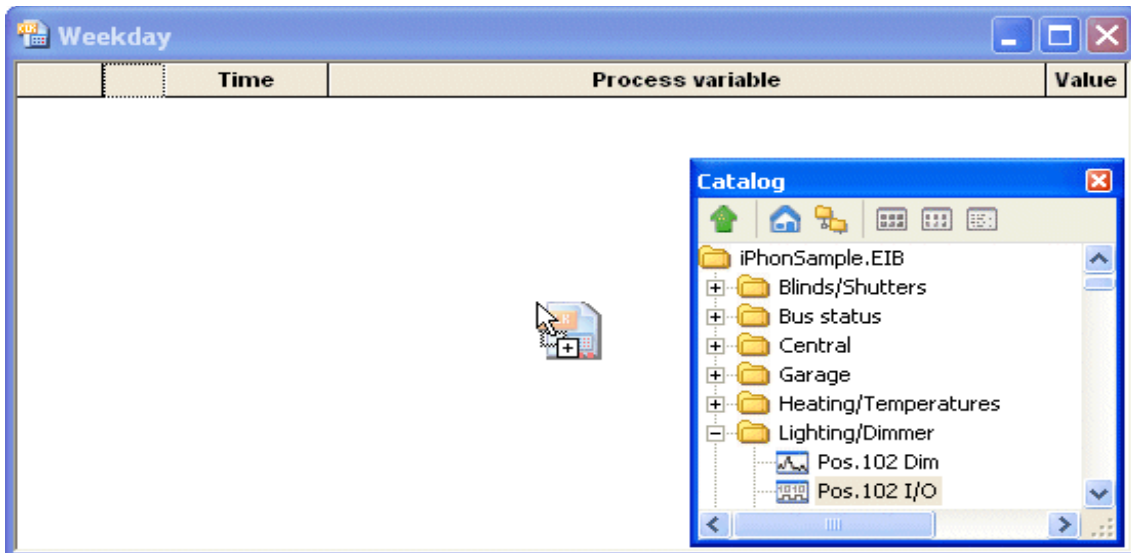 Weekday
Time Process variable Value
Catalog
iPhonSample.EIB
Blinds/Shutters
Bus status
Central
Garage
Heating/Temperatures
Lighting/Dimmer
Pos.102 Dim
Pos.102 I/O